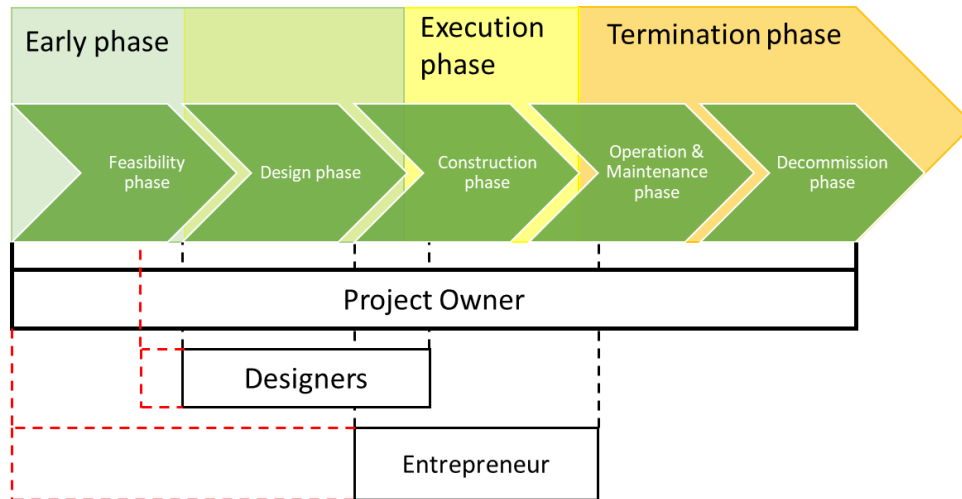 Early phase
Execution
phase
Termination phase
Feasibility
phase
Design phase
Construction
phase
Operation &
Maintenance
phase
Decommission
phase
Project Owner
Designers
Entrepreneur